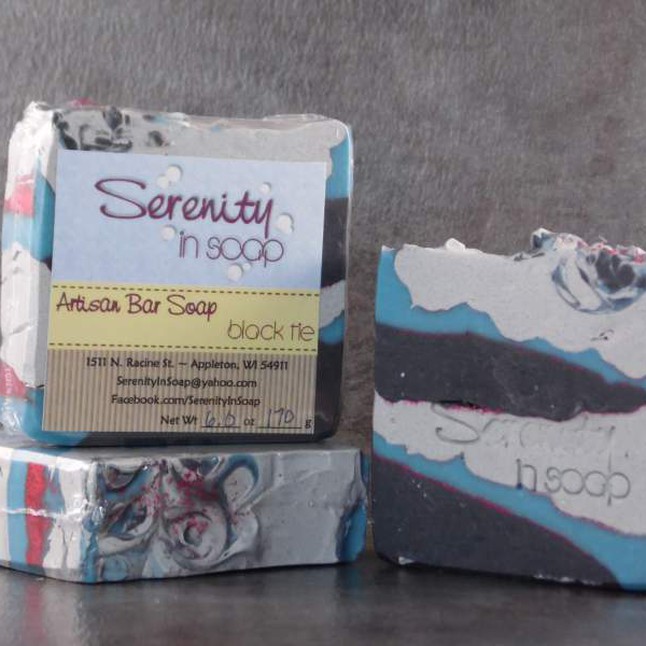 Serenity
in soap
Artisan Bar Soap
black tie
1511 N. Racine St. ~ Appleton, WI 54911
SerenityInSoap@yahoo.com
Facebook.com/SerenityInSoap
Net Wt 6.0 oz 170 g
Serenity
in soap